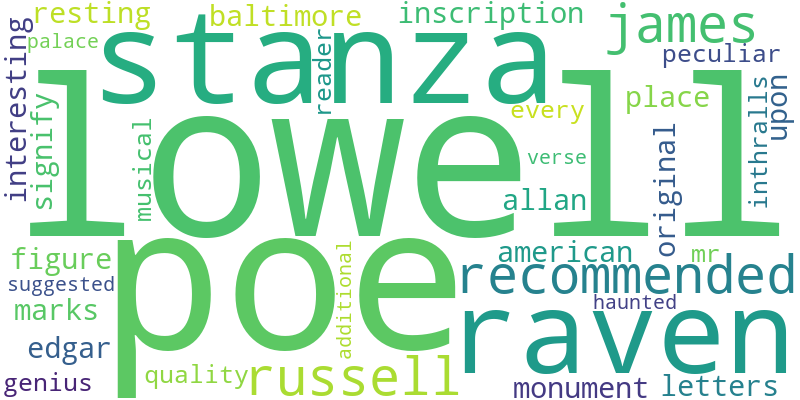 resting
baltimore
inscription
james
stanza
peculiar
palace
interesting
reader
lowell
signify
musical
every
place
verse
upon
inthralls
original
allan
poe
figure
american
mr
suggested
recommended
additional
haunted
marks
raven
edgar
genius
quality
russell
monument
letters